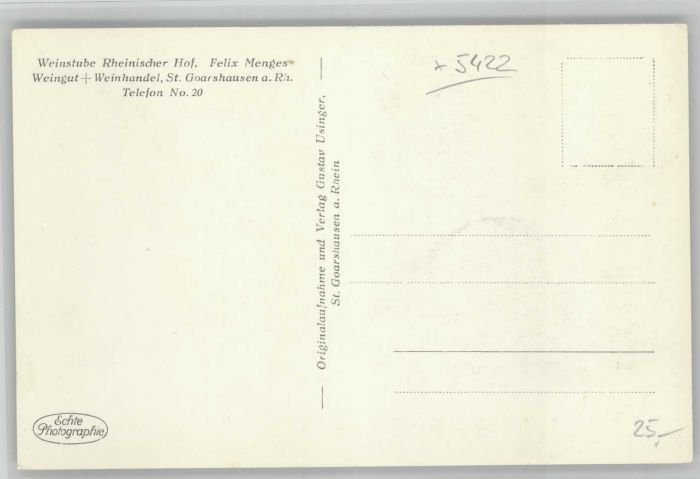 Weinstube Rheinischer Hof. Felix Menges
Weingut + Weinhandel, St. Goarshausen a. Rh.
Telefon No. 20
x 5422
Originalaufnahme und Verlag Gustav Usinger,
St. Goarshausen a. Rhein
Echte
Photographie
25,-